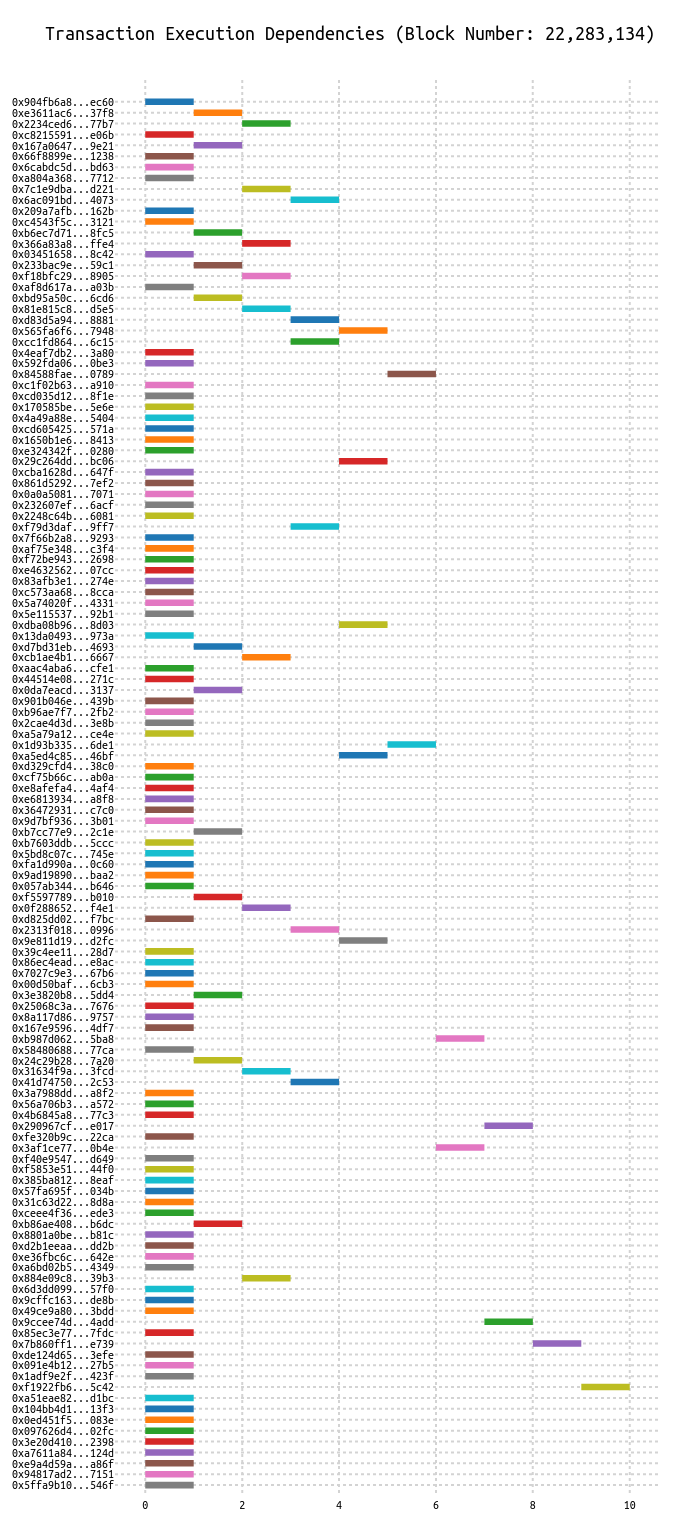 Transaction Execution Dependencies (Block Number: 22,283,134)
0x904fb6a8...ec60
0xe3611ac6...37f8
0x2234ced6...77b7
0xc8215591...e06b
0x167a0647...9e21
0x66f8899e...1238
0x6cabdc5d...bd63
0xa804a368...7712
0x7c1e9dba...d221
0x6ac091bd...4073
0x209a7afb...162b
0xc4543f5c...3121
0xb6ec7d71...8fc5
0x366a83a8...ffe4
0x03451658...8c42
0x233bac9e...59c1
0xf18bfc29...8905
0xaf8d617a...a03b
0xbd95a50c...6cd6
0x81e815c8...d5e5
0xd83d5a94...8881
0x565fa6f6...7948
0xcc1fd864...6c15
0x4eaf7db2...3a80
0x592fda06...0be3
0x84588fae...0789
0xc1f02b63...a910
0xcd035d12...8f1e
0x170585be...5e6e
0x4a49a88e...5404
0xcd605425...571a
0x1650b1e6...8413
0xe324342f...0280
0x29c264dd...bc06
0xcba1628d...647f
0x861d5292...7ef2
0x0a0a5081...7071
0x232607ef...6acf
0x2248c64b...6081
0xf79d3daf...9ff7
0x7f66b2a8...9293
0xaf75e348...c3f4
0xf72be943...2698
0xe4632562...07cc
0x83afb3e1...274e
0xc573aa68...8cca
0x5a74020f...4331
0x5e115537...92b1
0xdba08b96...8d03
0x13da0493...973a
0xd7bd31eb...4693
0xcb1ae4b1...6667
0xaac4aba6...cfe1
0x44514e08...271c
0x0da7eacd...3137
0x901b046e...439b
0xb96ae7f7...2fb2
0x2cae4d3d...3e8b
0xa5a79a12...ce4e
0x1d93b335...6de1
0xa5ed4c85...46bf
0xd329cfd4...38c0
0xcf75b66c...ab0a
0xe8afefa4...4af4
0xe6813934...a8f8
0x36472931...c7c0
0x9d7bf936...3b01
0xb7cc77e9...2c1e
0xb7603ddb...5ccc
0x5bd8c07c...745e
0xfa1d990a...0c60
0x9ad19890...baa2
0x057ab344...b646
0xf5597789...b010
0x0f288652...f4e1
0xd825dd02...f7bc
0x2313f018...0996
0x9e811d19...d2fc
0x39c4ee11...28d7
0x86ec4ead...e8ac
0x7027c9e3...67b6
0x00d50baf...6cb3
0x3e3820b8...5dd4
0x25068c3a...7676
0x8a117d86...9757
0x167e9596...4df7
0xb987d062...5ba8
0x58480688...77ca
0x24c29b28...7a20
0x31634f9a...3fcd
0x41d74750...2c53
0x3a7988dd...a8f2
0x56a706b3...a572
0x4b6845a8...77c3
0x290967cf...e017
0xfe320b9c...22ca
0x3af1ce77...0b4e
0xf40e9547...d649
0xf5853e51...44f0
0x385ba812...8eaf
0x57fa695f...034b
0x31c63d22...8d8a
0xceee4f36...ede3
0xb86ae408...b6dc
0x8801a0be...b81c
0xd2b1eeaa...dd2b
0xe36fbc6c...642e
0xa6bd02b5...4349
0x884e09c8...39b3
0x6d3dd099...57f0
0x9cffc163...de8b
0x49ce9a80...3bdd
0x9ccee74d...4add
0x85ec3e77...7fdc
0x7b860ff1...e739
0xde124d65...3efe
0x091e4b12...27b5
0x1adf9e2f...423f
0xf1922fb6...5c42
0xa51eae82...d1bc
0x104bb4d1...13f3
0x0ed451f5...083e
0x097626d4...02fc
0x3e20d410...2398
0xa7611a84...124d
0xe9a4d59a...a86f
0x94817ad2...7151
0x5ffa9b10...546f
0 2 4 6 8 10